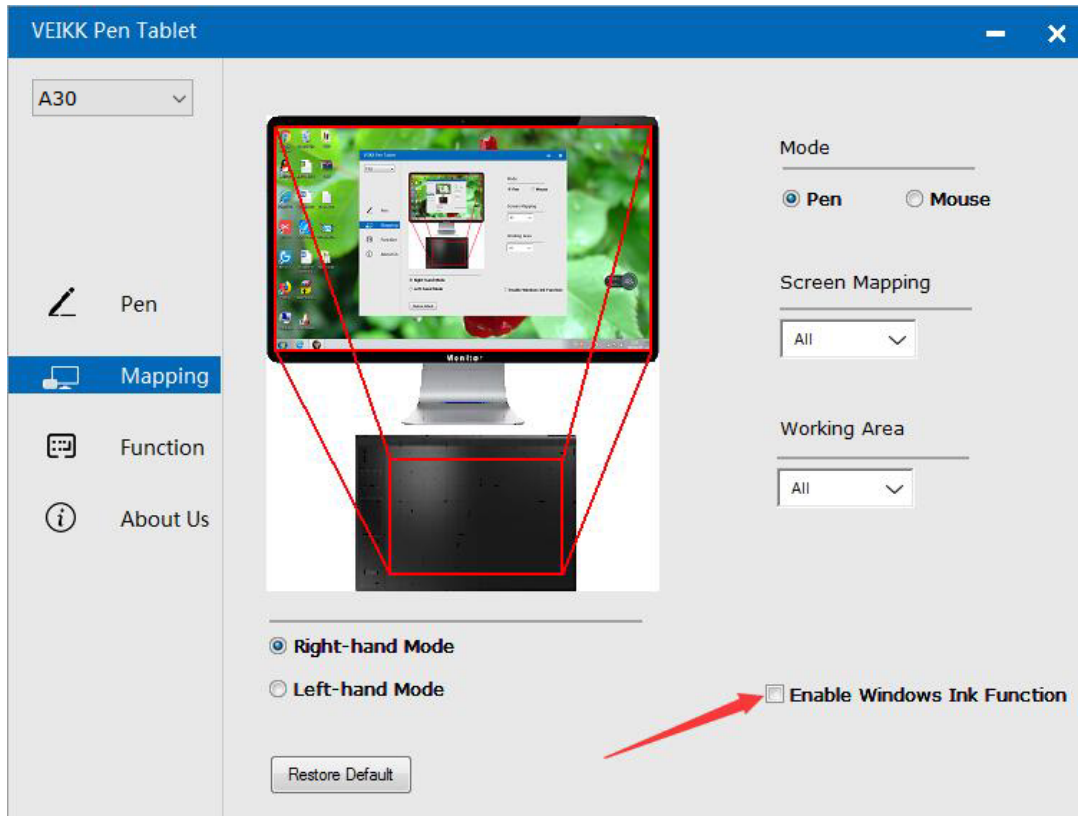 VEIKK Pen Tablet
A30
Pen
Mapping
Function
About Us
Monitor
Mode
Pen
Mouse
Screen Mapping
All
Working Area
All
Right-hand Mode
Left-hand Mode
Enable Windows Ink Function
Restore Default